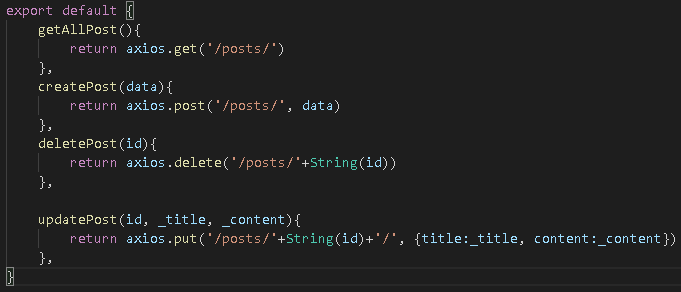 export default {
    getAllPost(){
        return axios.get('/posts/')
    },
    createPost(data){
        return axios.post('/posts/', data)
    },
    deletePost(id){
        return axios.delete('/posts/'+String(id))
    },

    updatePost(id, _title, _content){
        return axios.put('/posts/'+String(id)+'/', {title:_title, content:_content})
    },
}